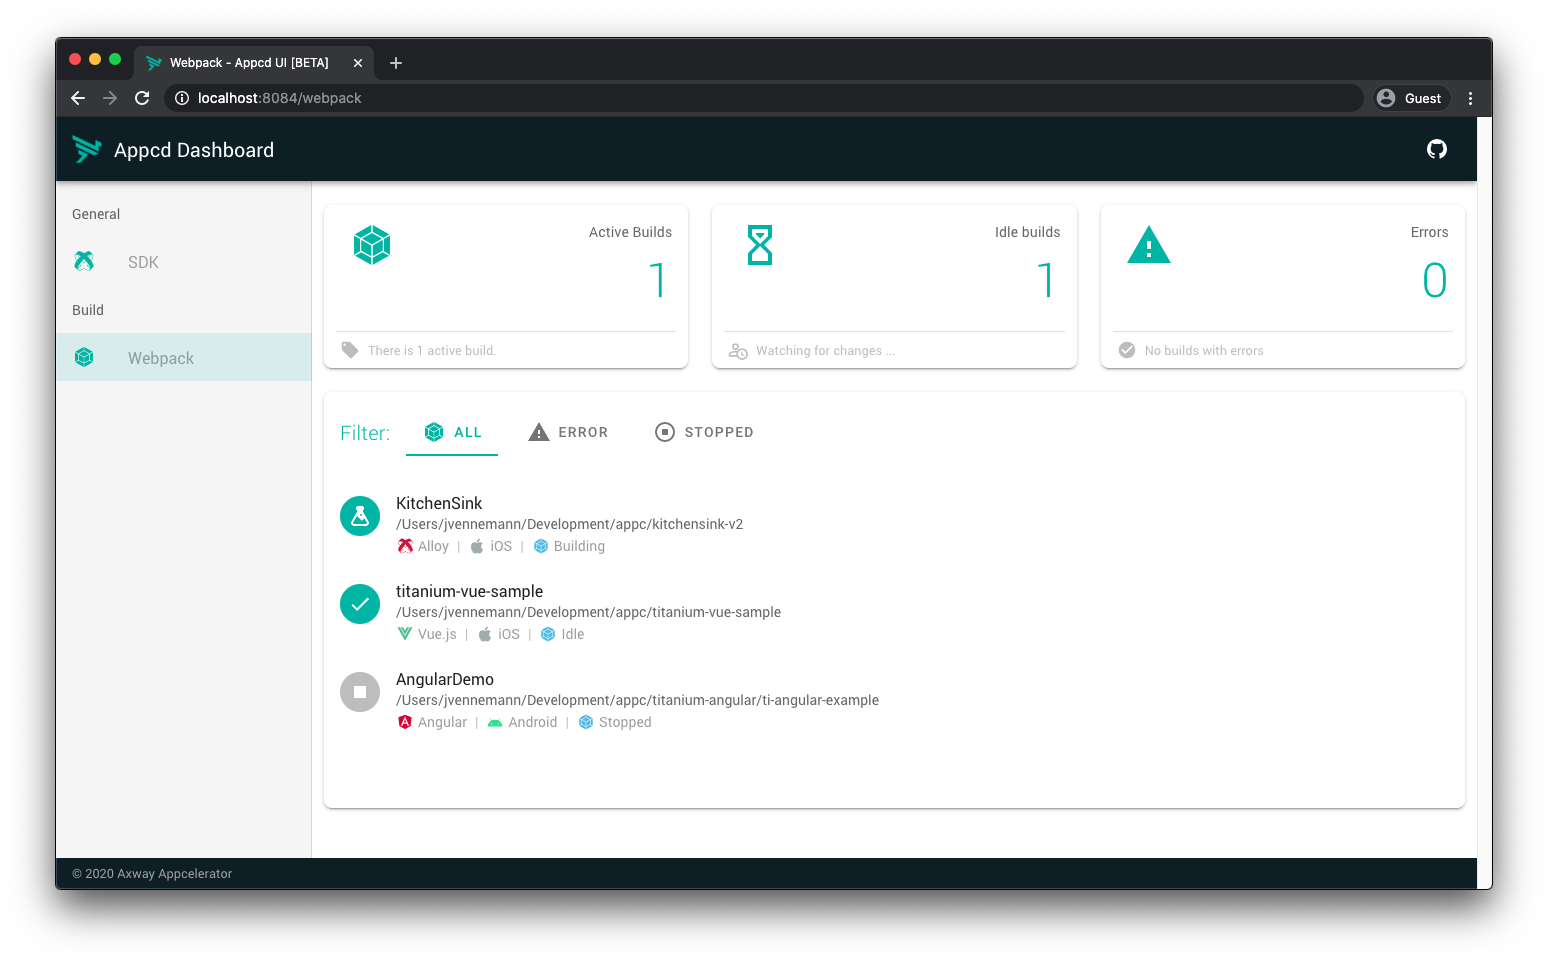 Webpack - Appcd UI [BETA]
localhost:8084/webpack
Guest
Appcd Dashboard
General
SDK
Build
Webpack
Active Builds
1
There is 1 active build.
Idle builds
1
Watching for changes ...
Errors
0
No builds with errors
Filter:
ALL
ERROR
STOPPED
KitchenSink
/Users/jvennemann/Development/appc/kitchensink-v2
Alloy | iOS | Building
titanium-vue-sample
/Users/jvennemann/Development/appc/titanium-vue-sample
Vue.js | iOS | Idle
AngularDemo
/Users/jvennemann/Development/appc/titanium-angular/ti-angular-example
Angular | Android | Stopped
© 2020 Axway Appcelerator